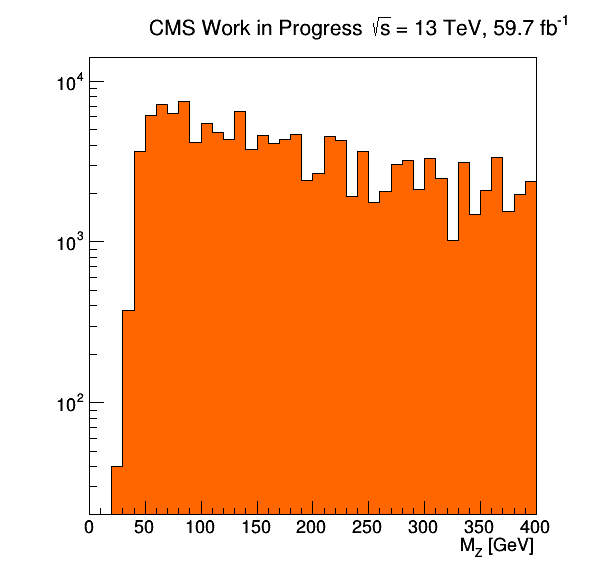 CMS Work in Progress √s = 13 TeV, 59.7 fb⁻¹
10⁴
10³
10²
0 50 100 150 200 250 300 350 400
M_Z [GeV]